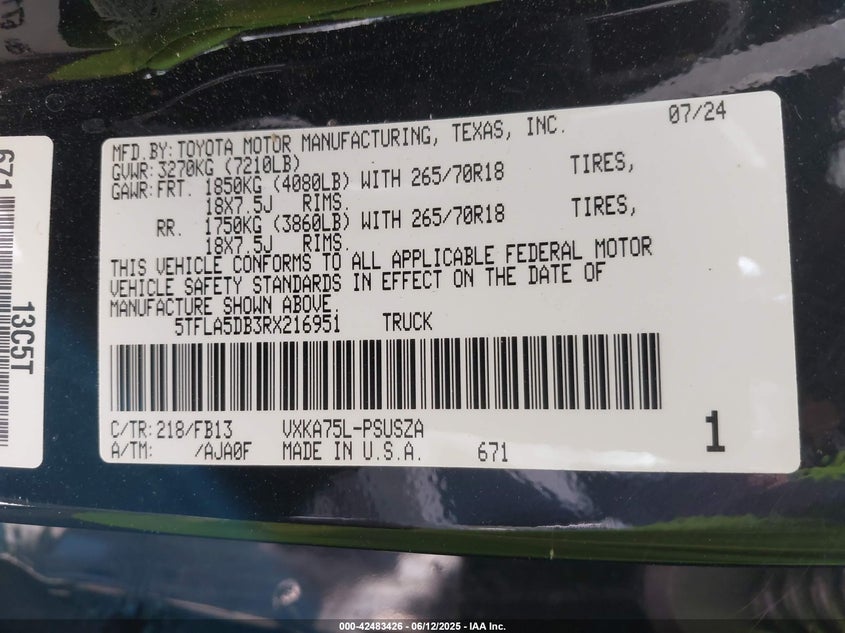 07/24
MFD.BY:TOYOTA MOTOR MANUFACTURING, TEXAS, INC.
GVWR:3270KG (7210LB)
GAWR:FRT. 1850KG (4080LB) WITH 265/70R18 TIRES,
18X7.5J RIMS.
RR. 1750KG (3860LB) WITH 265/70R18 TIRES,
18X7.5J RIMS.
THIS VEHICLE CONFORMS TO ALL APPLICABLE FEDERAL MOTOR
VEHICLE SAFETY STANDARDS IN EFFECT ON THE DATE OF
MANUFACTURE SHOWN ABOVE.
5TFLA5DB3RX216951 TRUCK
C/TR:218/FB13 VXKA75L-PSUSZA
A/TM: /AJA0F MADE IN U.S.A. 671
1
671
13C5T
000-42483426 - 06/12/2025 - IAA Inc.